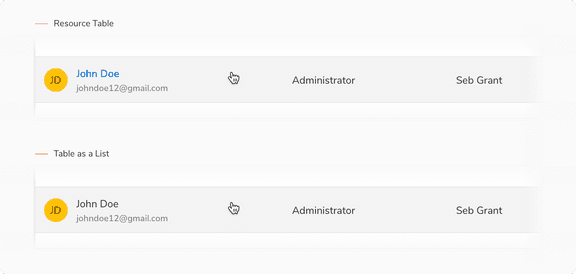 Resource Table
JD John Doe Administrator Seb Grant
johndoe12@gmail.com
Table as a List
JD John Doe Administrator Seb Grant
johndoe12@gmail.com